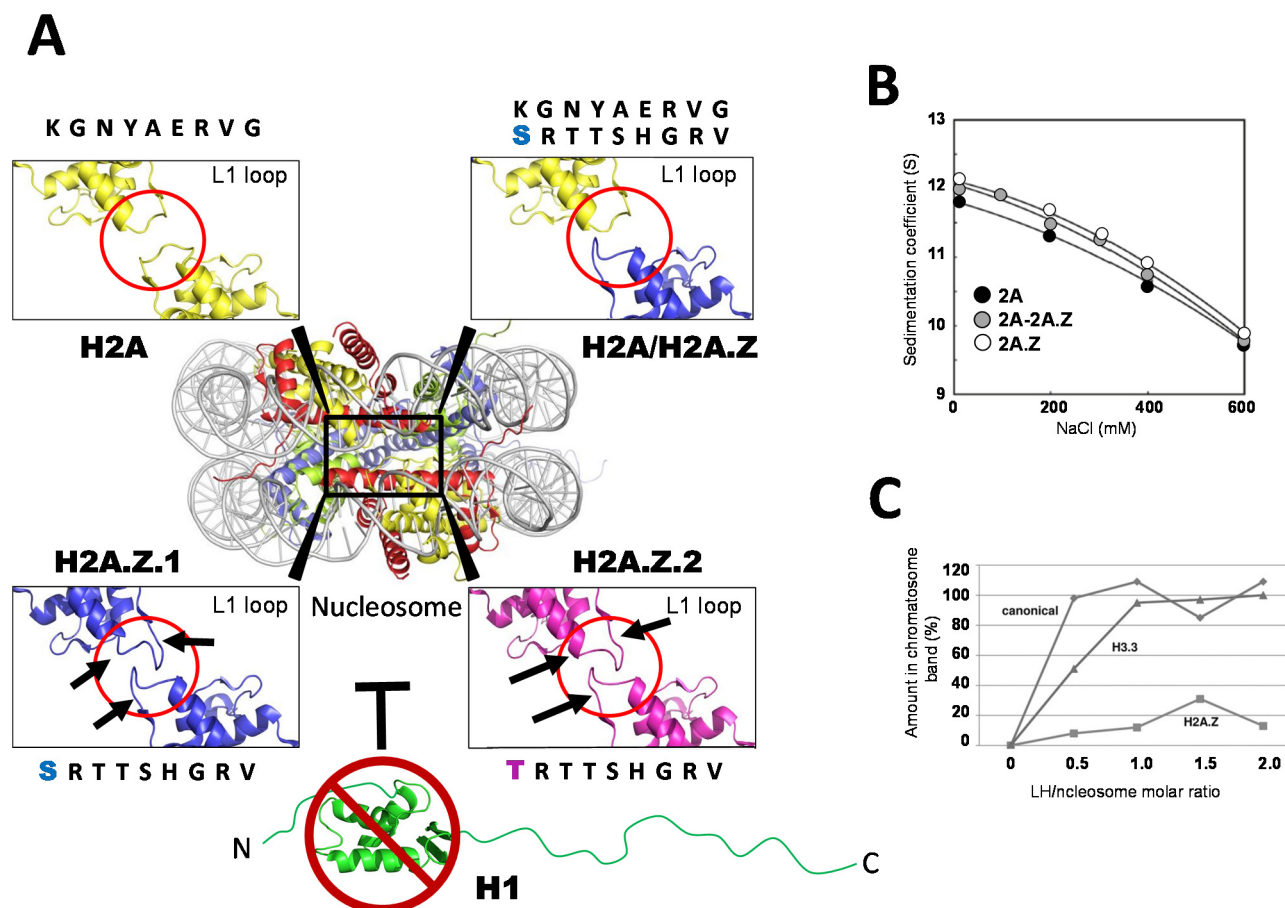 A
K G N Y A E R V G
L1 loop
H2A
K G N Y A E R V G
S R T T S H G R V
L1 loop
H2A/H2A.Z
H2A.Z.1
L1 loop
S R T T S H G R V
Nucleosome
H2A.Z.2
L1 loop
T R T T S H G R V
N
C
H1
B
Sedimentation coefficient (S)
13
12
11
10
9
2A
2A-2A.Z
2A.Z
0
200
400
600
NaCl (mM)
C
Amount in chromatosome
band (%)
120
100
80
60
40
20
0
canonical
H3.3
H2A.Z
0
0.5
1.0
1.5
2.0
LH/ncleosome molar ratio